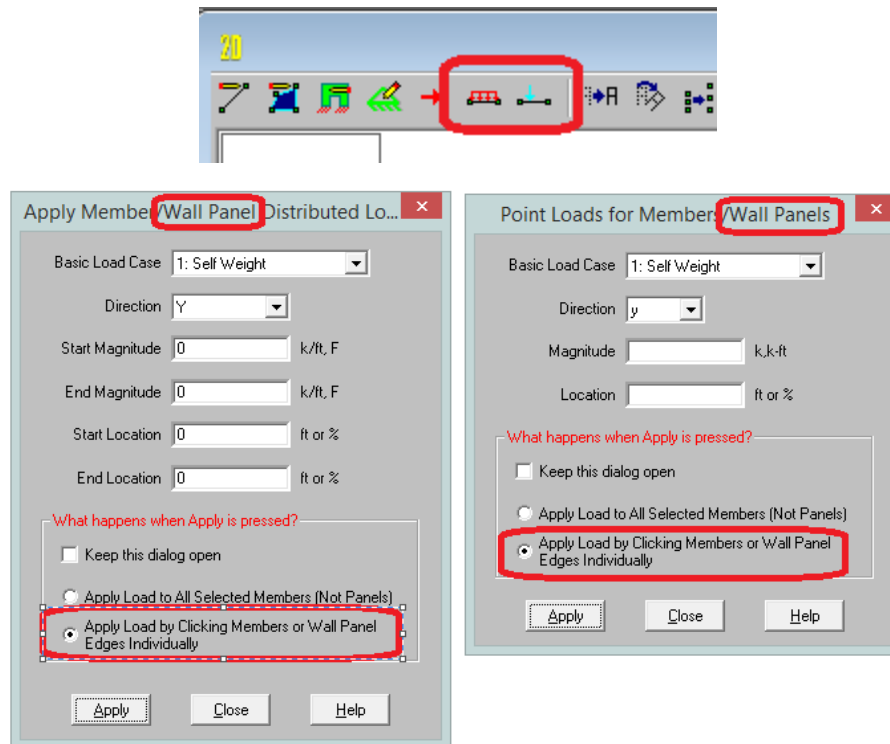 2D
Apply Member/Wall Panel Distributed Lo...
Basic Load Case 1: Self Weight
Direction Y
Start Magnitude 0 k/ft, F
End Magnitude 0 k/ft, F
Start Location 0 ft or %
End Location 0 ft or %
What happens when Apply is pressed?
Keep this dialog open
Apply Load to All Selected Members (Not Panels)
Apply Load by Clicking Members or Wall Panel
Edges Individually
Apply Close Help
Point Loads for Members/Wall Panels
Basic Load Case 1: Self Weight
Direction y
Magnitude k,k-ft
Location ft or %
What happens when Apply is pressed?
Keep this dialog open
Apply Load to All Selected Members (Not Panels)
Apply Load by Clicking Members or Wall Panel
Edges Individually
Apply Close Help